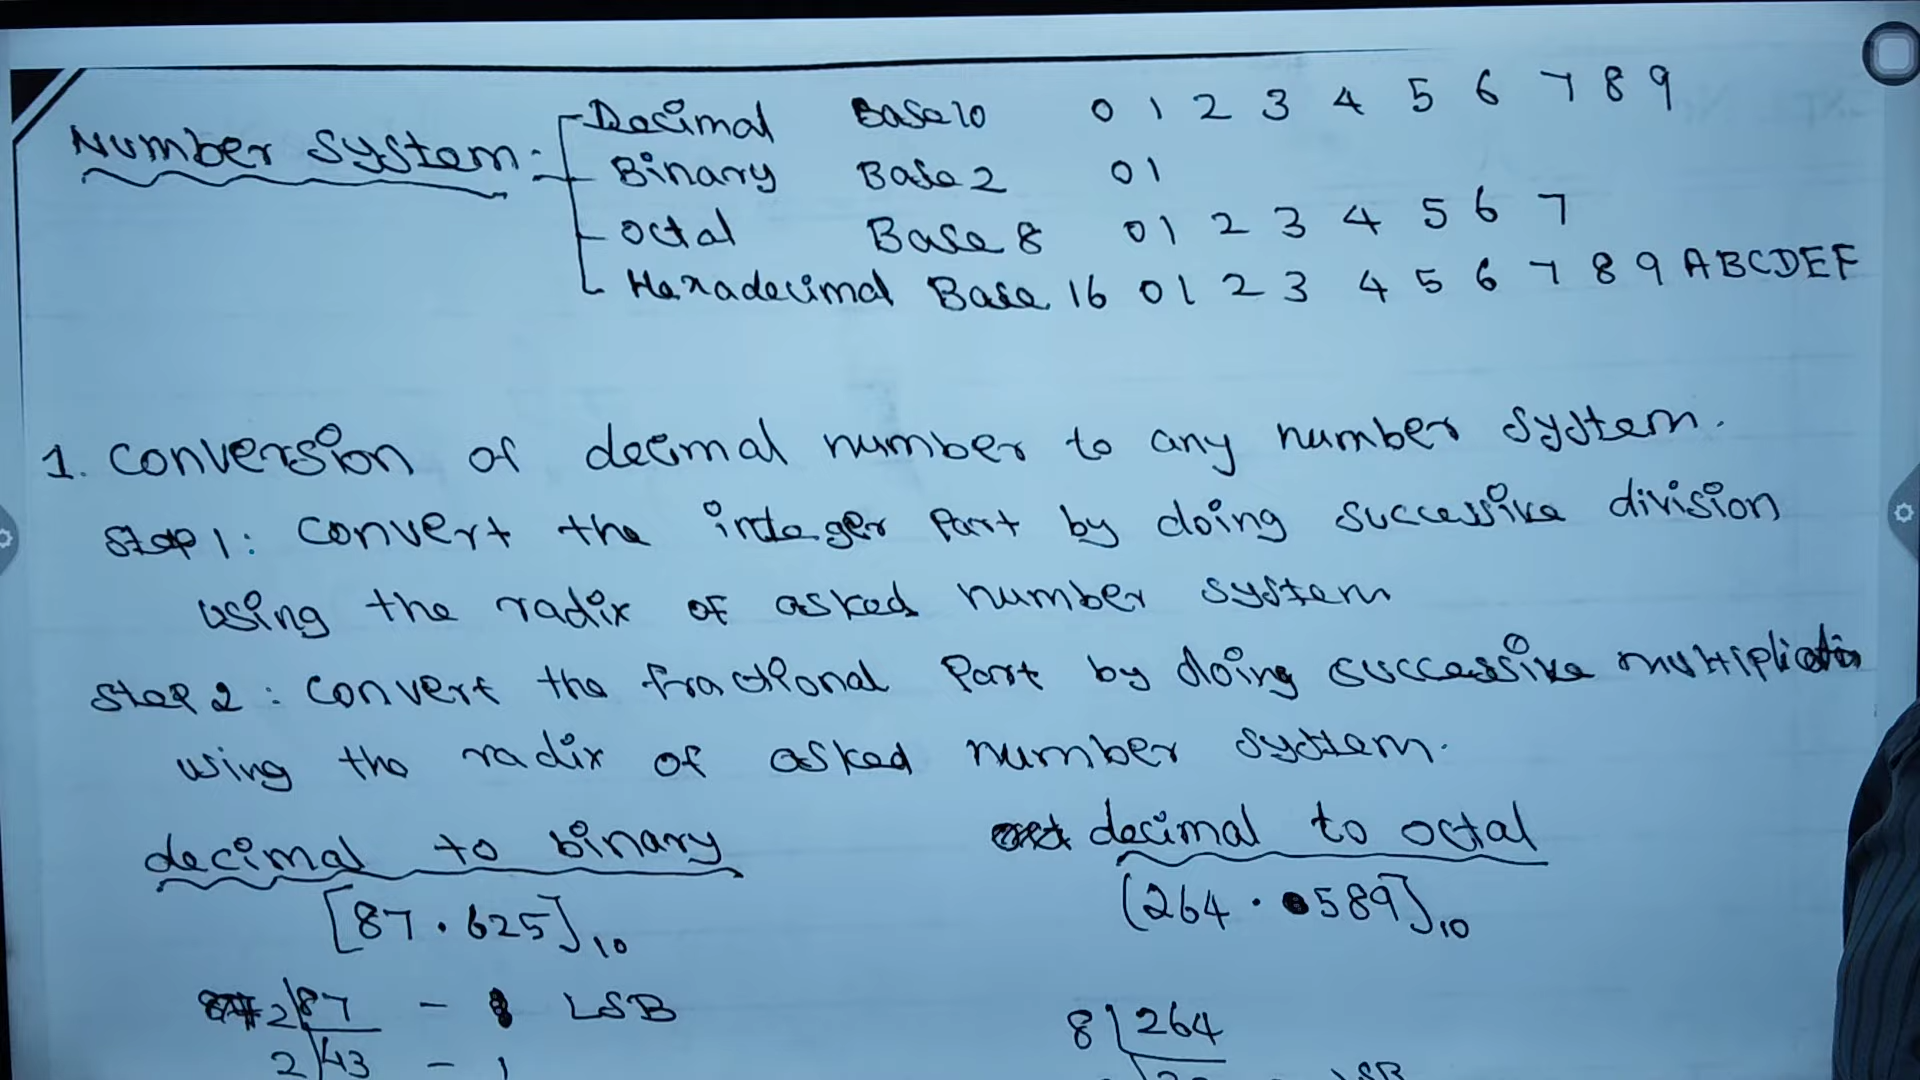 Number System:
Decimal Base 10 0 1 2 3 4 5 6 7 8 9
Binary Base 2 0 1
Octal Base 8 0 1 2 3 4 5 6 7
Hexadecimal Base 16 0 1 2 3 4 5 6 7 8 9 A B C D E F
1. Conversion of decimal number to any number system.
Step 1: Convert the integer part by doing successive division
using the radix of asked number system
Step 2: Convert the fractional part by doing successive multiplication
using the radix of asked number system.
decimal to binary
[87.625]10
2 87 - LSB
2 43 - 1
decimal to octal
(264.589]10
8 264
LSB